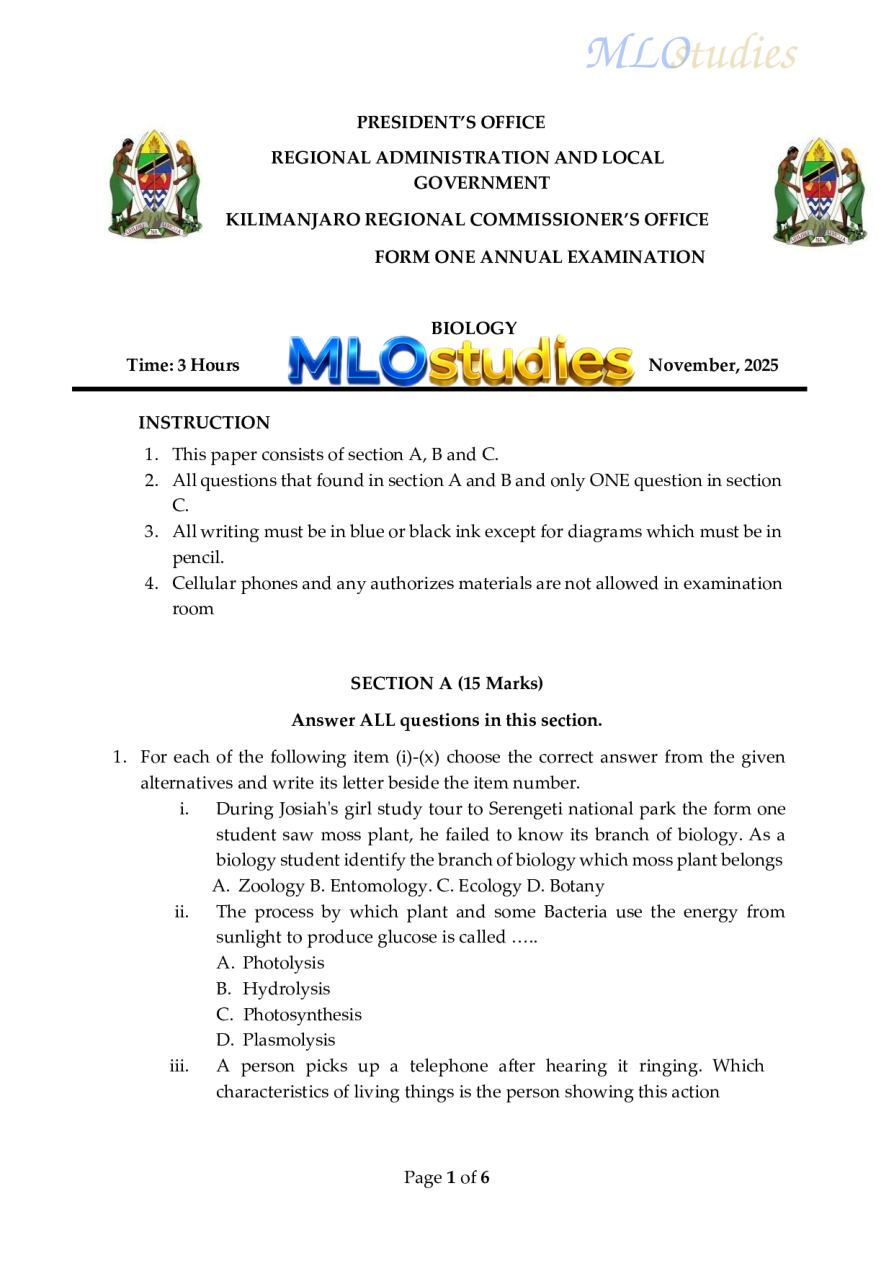 MLOstudies
PRESIDENT’S OFFICE
REGIONAL ADMINISTRATION AND LOCAL
GOVERNMENT
KILIMANJARO REGIONAL COMMISSIONER’S OFFICE
FORM ONE ANNUAL EXAMINATION
BIOLOGY
Time: 3 Hours MLOstudies November, 2025
INSTRUCTION
1. This paper consists of section A, B and C.
2. All questions that found in section A and B and only ONE question in section
C.
3. All writing must be in blue or black ink except for diagrams which must be in
pencil.
4. Cellular phones and any authorizes materials are not allowed in examination
room
SECTION A (15 Marks)
Answer ALL questions in this section.
1. For each of the following item (i)-(x) choose the correct answer from the given
alternatives and write its letter beside the item number.
i. During Josiah's girl study tour to Serengeti national park the form one
student saw moss plant, he failed to know its branch of biology. As a
biology student identify the branch of biology which moss plant belongs
A. Zoology B. Entomology. C. Ecology D. Botany
ii. The process by which plant and some Bacteria use the energy from
sunlight to produce glucose is called …..
A. Photolysis
B. Hydrolysis
C. Photosynthesis
D. Plasmolysis
iii. A person picks up a telephone after hearing it ringing. Which
characteristics of living things is the person showing this action
Page 1 of 6